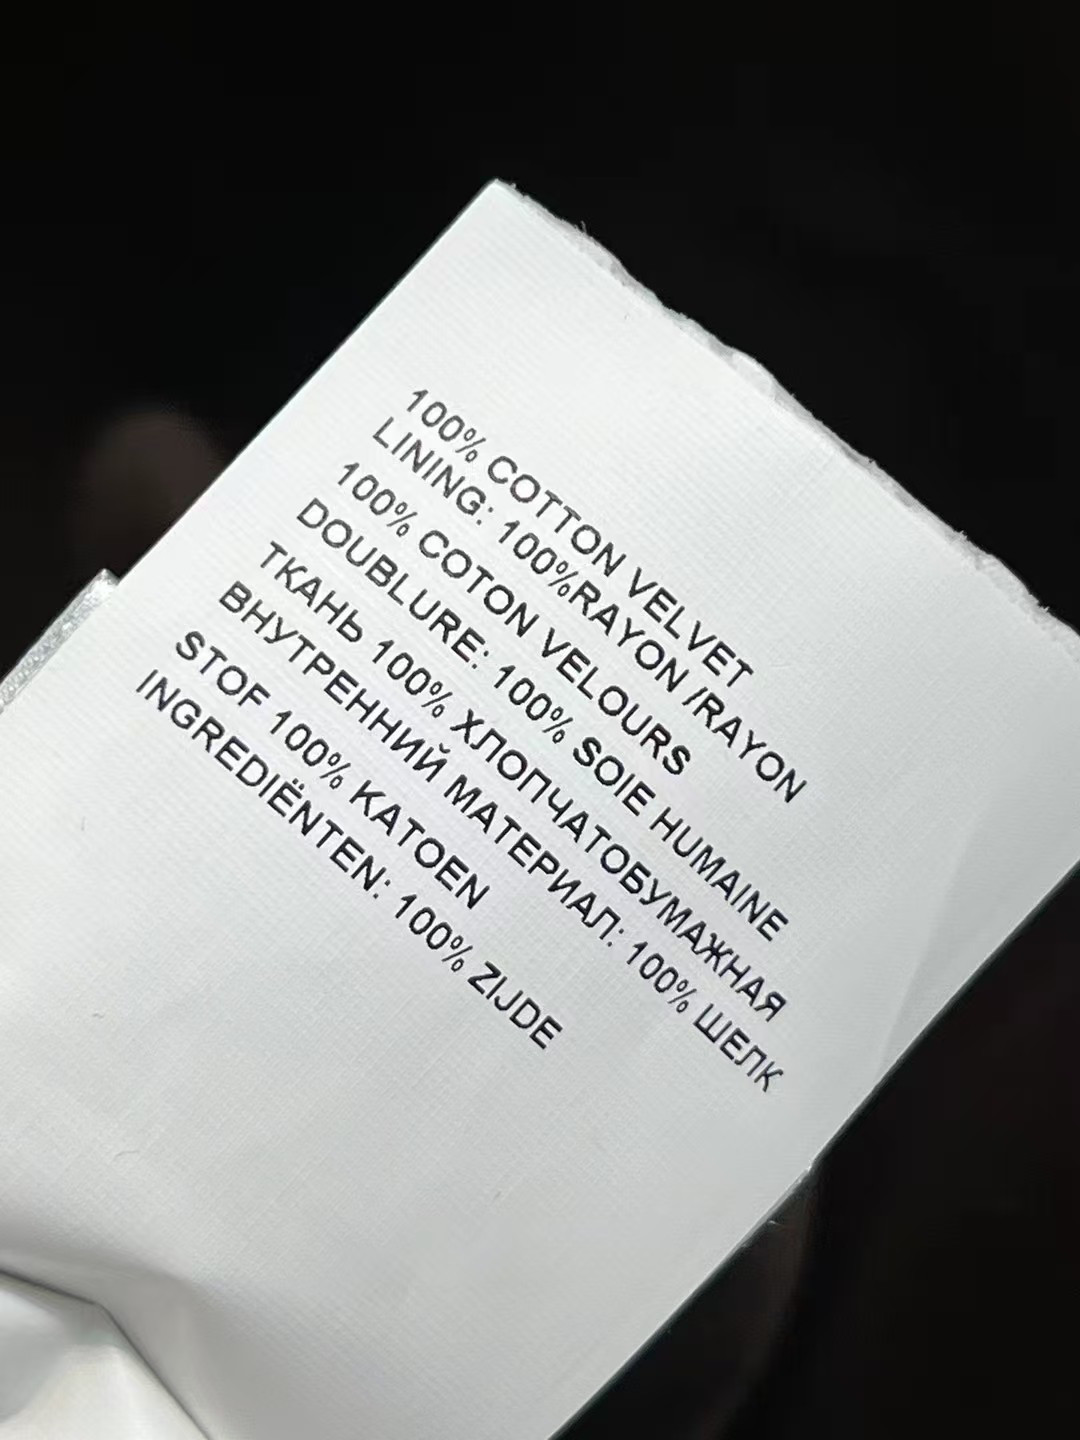 100% COTTON VELVET
LINING: 100%RAYON /RAYON
100% COTON VELOURS
DOUBLURE: 100% SOIE HUMAINE
ТКАНЬ 100% ХЛОПЧАТОБУМАЖНАЯ
ВНУТРЕННИЙ МАТЕРИАЛ: 100% ШЕЛК
STOF 100% KATOEN
INGREDIËNTEN: 100% ZIJDE